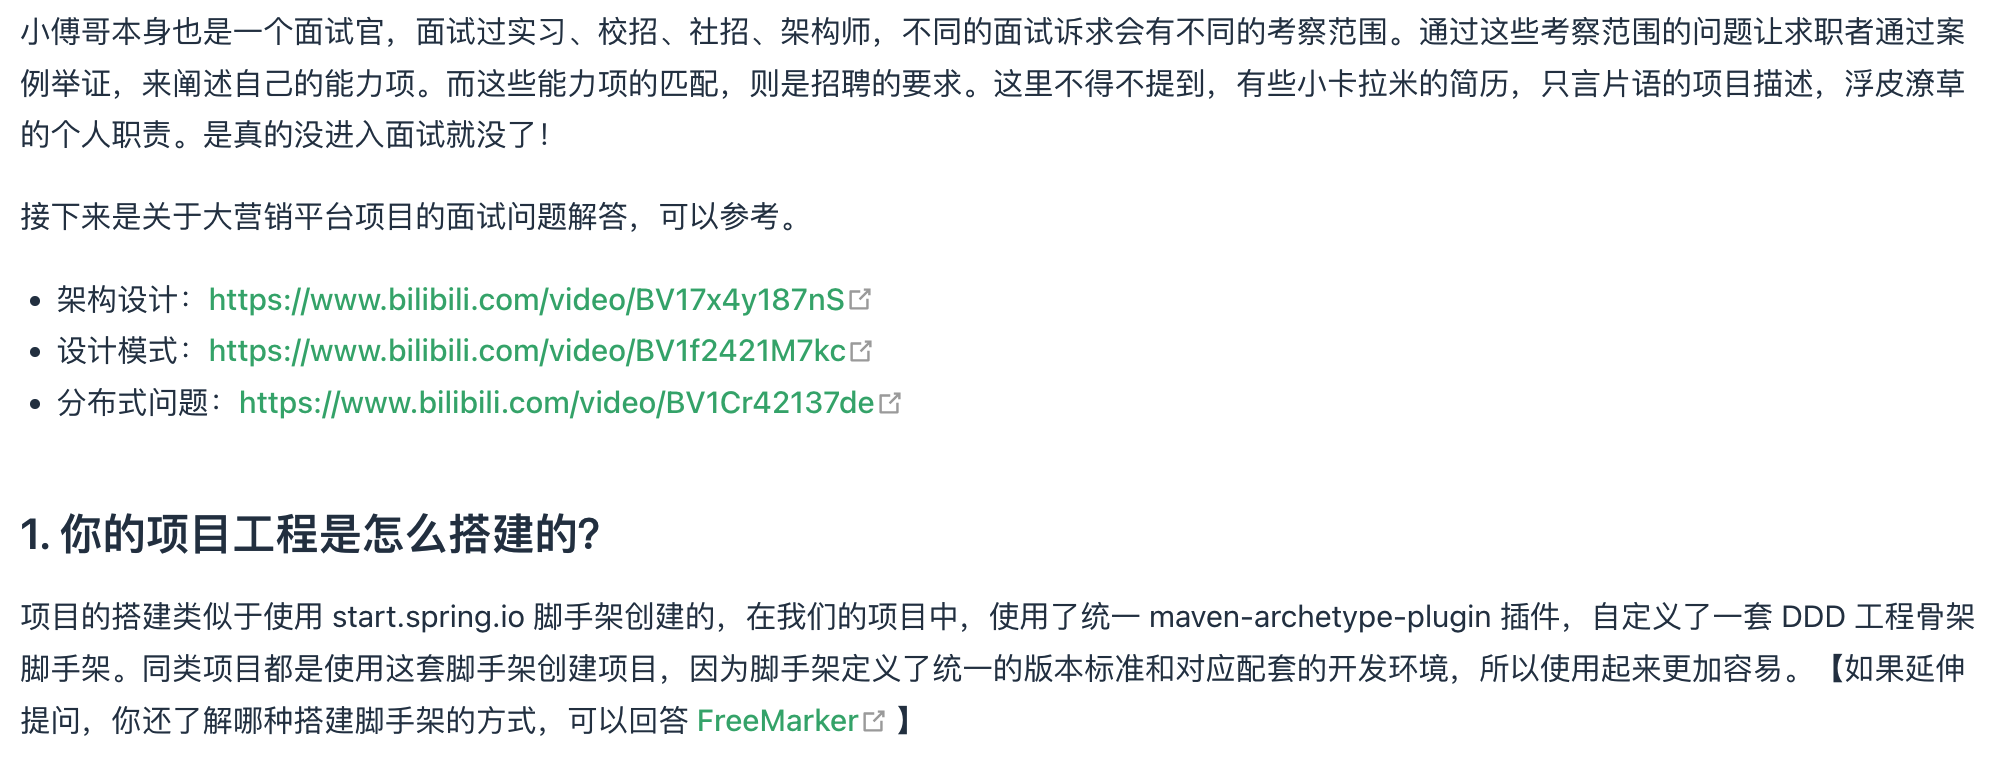 小傅哥本身也是一个面试官，面试过实习、校招、社招、架构师，不同的面试诉求会有不同的考察范围。通过这些考察范围的问题让求职者通过案
例举证，来阐述自己的能力项。而这些能力项的匹配，则是招聘的要求。这里不得不提到，有些小卡拉米的简历，只言片语的项目描述，浮皮潦草
的个人职责。是真的没进入面试就没了！
接下来是关于大营销平台项目的面试问题解答，可以参考。
• 架构设计：https://www.bilibili.com/video/BV17x4y187nS
• 设计模式：https://www.bilibili.com/video/BV1f2421M7kc
• 分布式问题：https://www.bilibili.com/video/BV1Cr42137de
1. 你的项目工程是怎么搭建的?
项目的搭建类似于使用 start.spring.io 脚手架创建的，在我们的项目中，使用了统一 maven-archetype-plugin 插件，自定义了一套 DDD 工程骨架
脚手架。同类项目都是使用这套脚手架创建项目，因为脚手架定义了统一的版本标准和对应配套的开发环境，所以使用起来更加容易。【如果延伸
提问，你还了解哪种搭建脚手架的方式，可以回答 FreeMarker 】